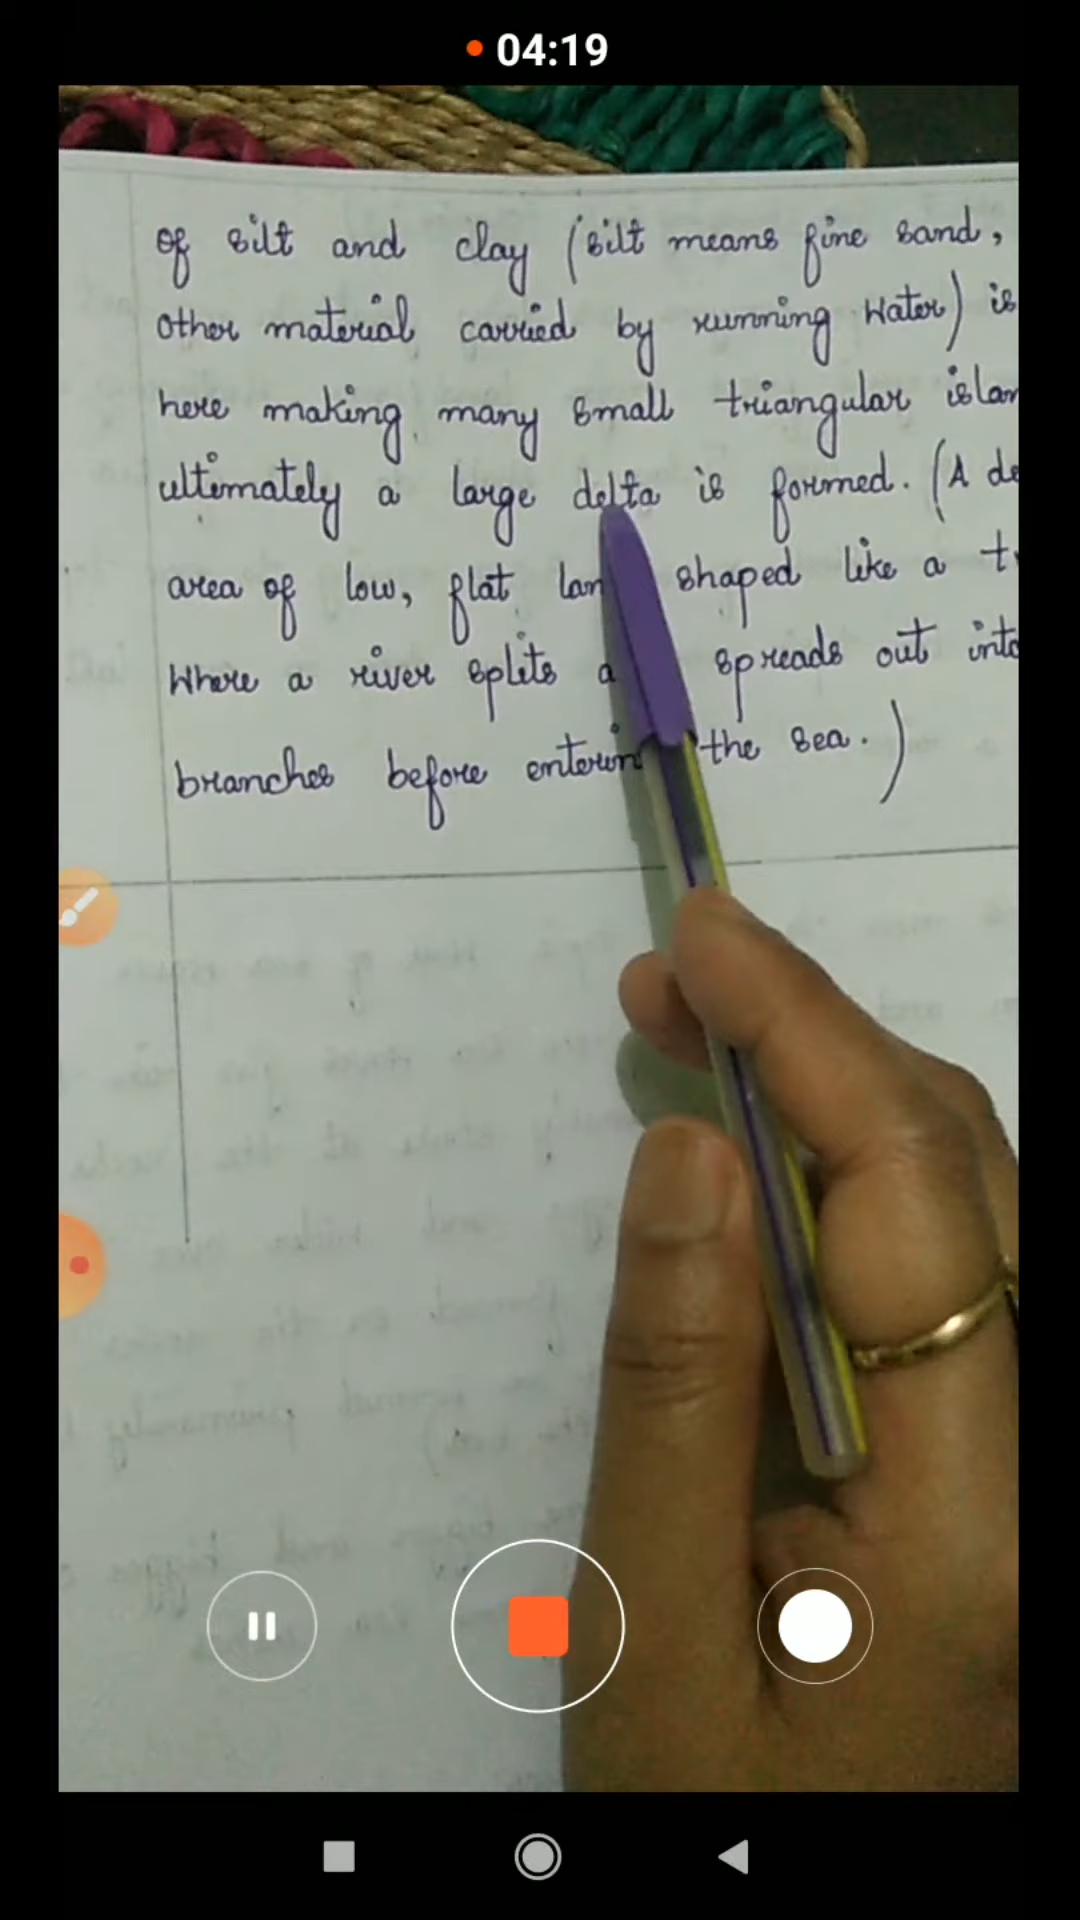 04:19
of silt and clay (silt means fine sand,
other material carried by running Water) is
here making many small triangular islan
ultimately a large delta is formed. (A de
area of low, flat lan shaped like a t
Where a river splits a spreads out into
branches before enterin the sea.)